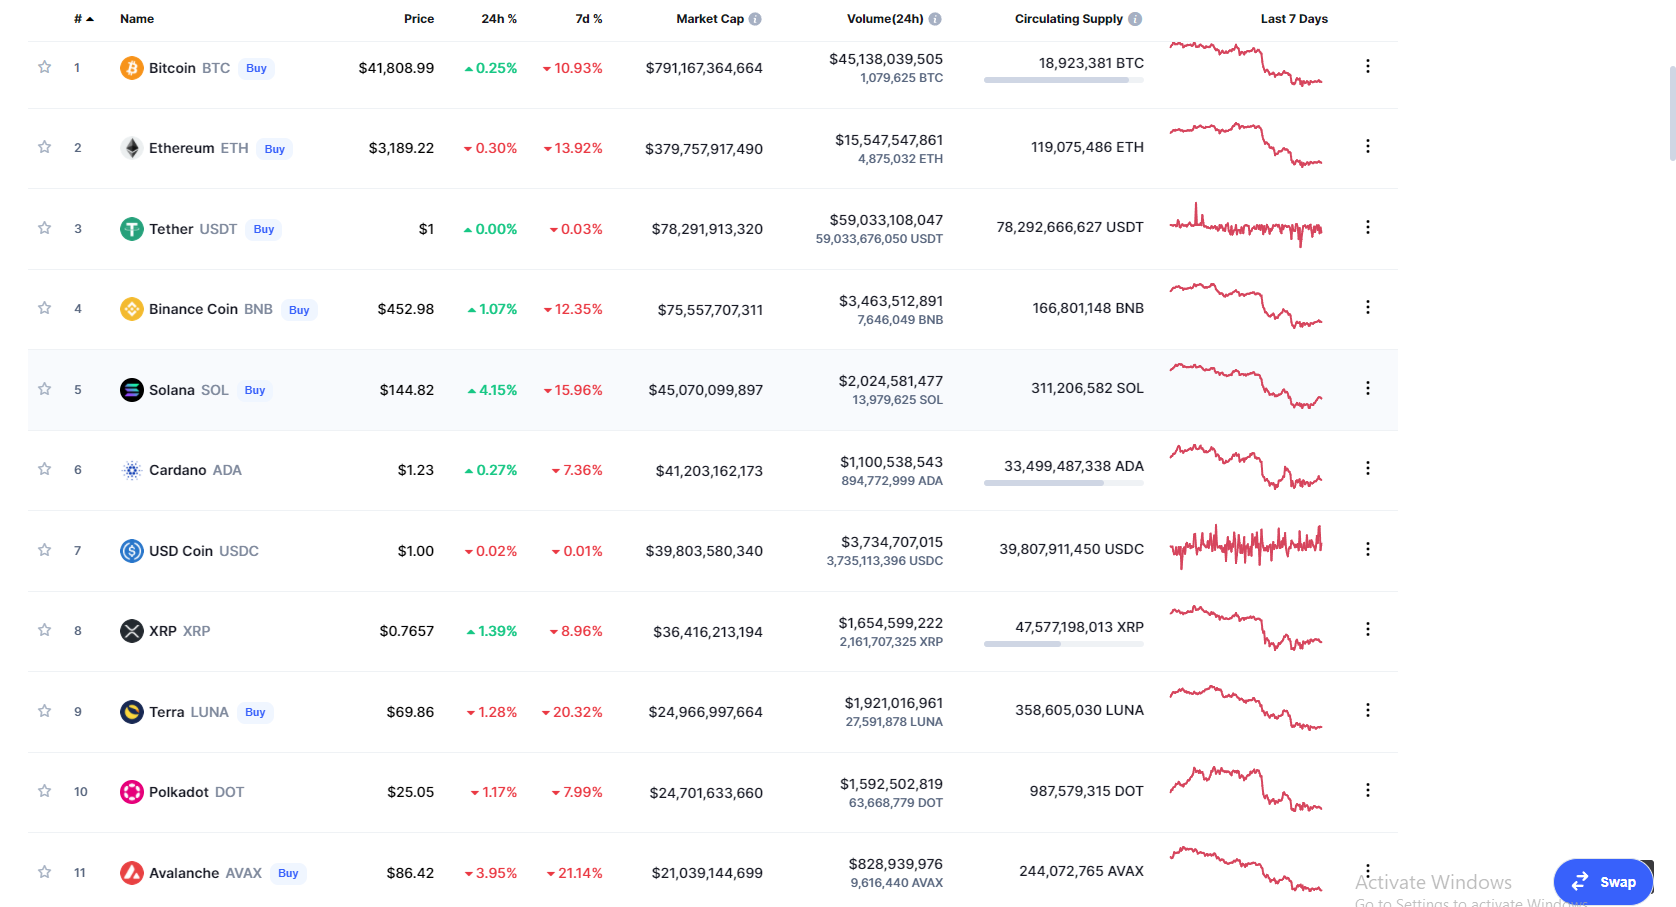 # Name Price 24h % 7d % Market Cap Volume(24h) Circulating Supply Last 7 Days
1 Bitcoin BTC Buy $41,808.99 0.25% 10.93% $791,167,364,664 $45,138,039,505 18,923,381 BTC
1,079,625 BTC
2 Ethereum ETH Buy $3,189.22 0.30% 13.92% $379,757,917,490 $15,547,547,861 119,075,486 ETH
4,875,032 ETH
3 Tether USDT Buy $1 0.00% 0.03% $78,291,913,320 $59,033,108,047 78,292,666,627 USDT
59,033,676,050 USDT
4 Binance Coin BNB Buy $452.98 1.07% 12.35% $75,557,707,311 $3,463,512,891 166,801,148 BNB
7,646,049 BNB
5 Solana SOL Buy $144.82 4.15% 15.96% $45,070,099,897 $2,024,581,477 311,206,582 SOL
13,979,625 SOL
6 Cardano ADA $1.23 0.27% 7.36% $41,203,162,173 $1,100,538,543 33,499,487,338 ADA
894,772,999 ADA
7 USD Coin USDC $1.00 0.02% 0.01% $39,803,580,340 $3,734,707,015 39,807,911,450 USDC
3,735,113,396 USDC
8 XRP XRP $0.7657 1.39% 8.96% $36,416,213,194 $1,654,599,222 47,577,198,013 XRP
2,161,707,325 XRP
9 Terra LUNA Buy $69.86 1.28% 20.32% $24,966,997,664 $1,921,016,961 358,605,030 LUNA
27,591,878 LUNA
10 Polkadot DOT $25.05 1.17% 7.99% $24,701,633,660 $1,592,502,819 987,579,315 DOT
63,668,779 DOT
11 Avalanche AVAX Buy $86.42 3.95% 21.14% $21,039,144,699 $828,939,976 244,072,765 AVAX
9,616,440 AVAX
Activate Windows
Swap
Go to Settings to activate Windows